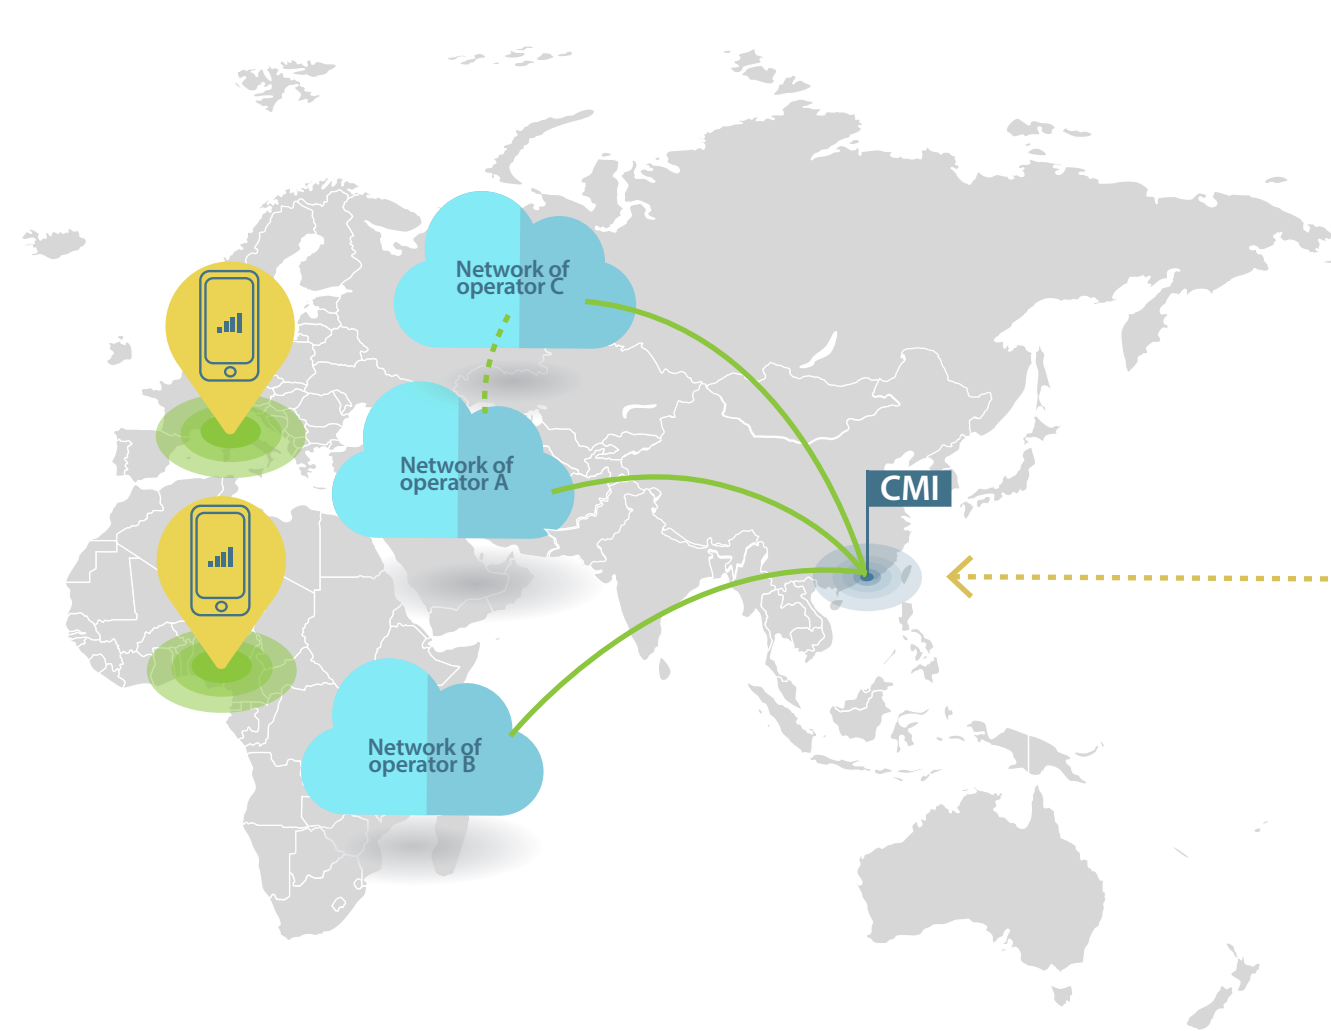 Network of
operator C
Network of
operator A
CMI
Network of
operator B